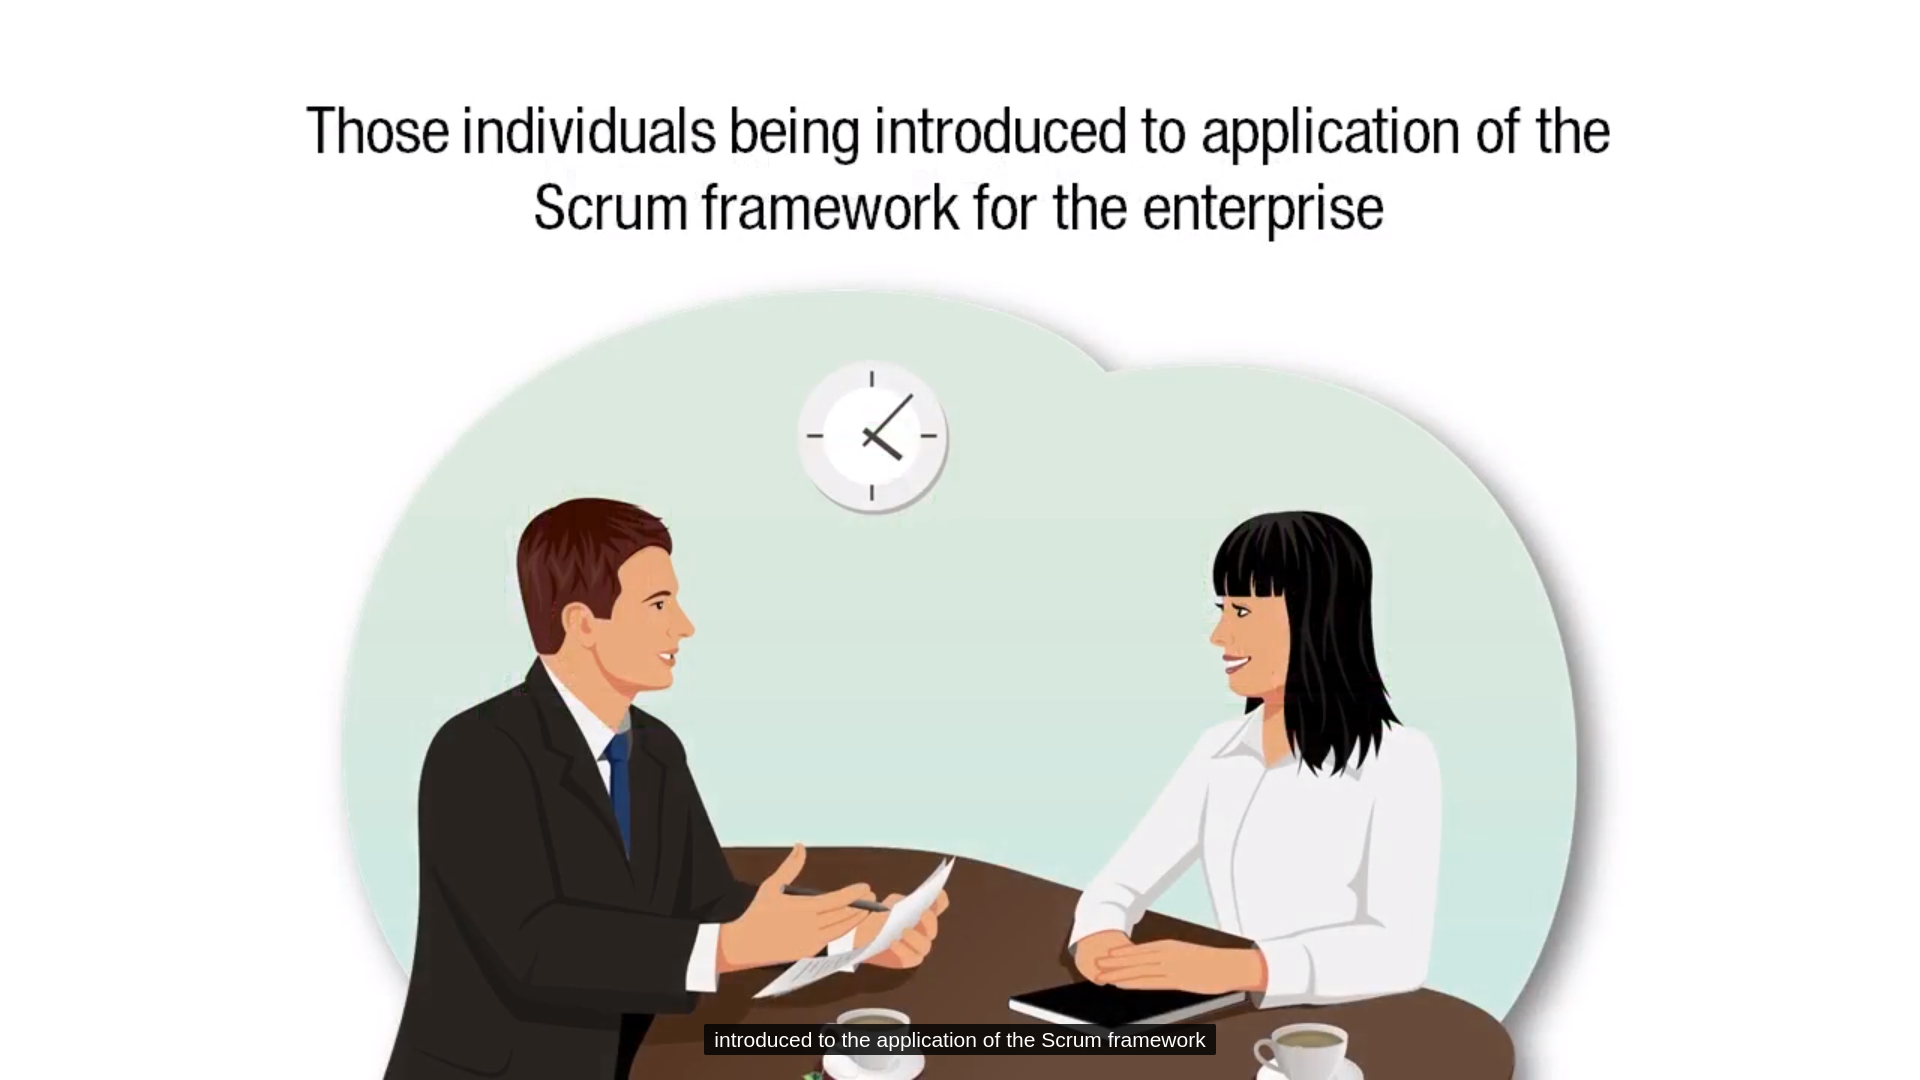 Those individuals being introduced to application of the
Scrum framework for the enterprise
introduced to the application of the Scrum framework